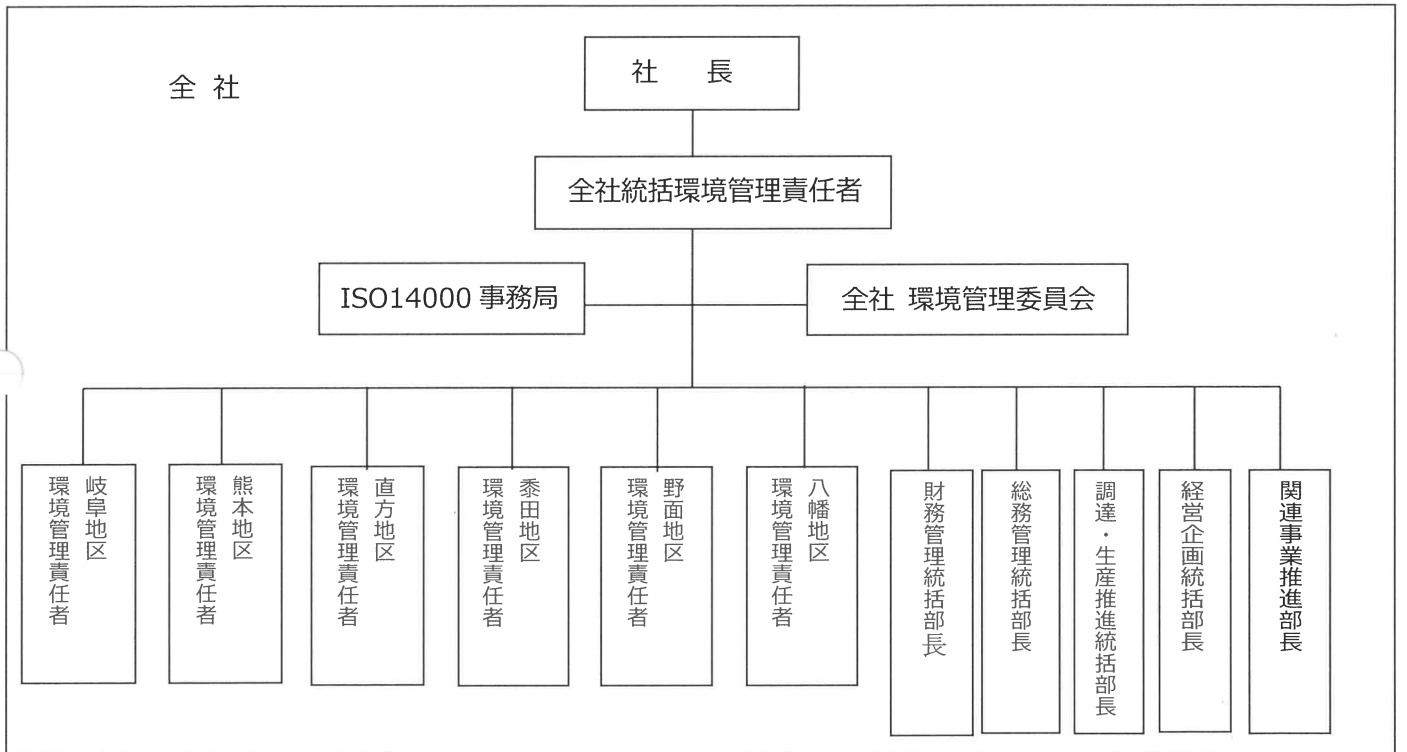 全 社
社 長
全社統括環境管理責任者
ISO14000 事務局
全社 環境管理委員会
岐阜地区
環境管理責任者
熊本地区
環境管理責任者
直方地区
環境管理責任者
黍田地区
環境管理責任者
野面地区
環境管理責任者
八幡地区
環境管理責任者
財務管理統括部長
総務管理統括部長
調達・生産推進統括部長
経営企画統括部長
関連事業推進部長